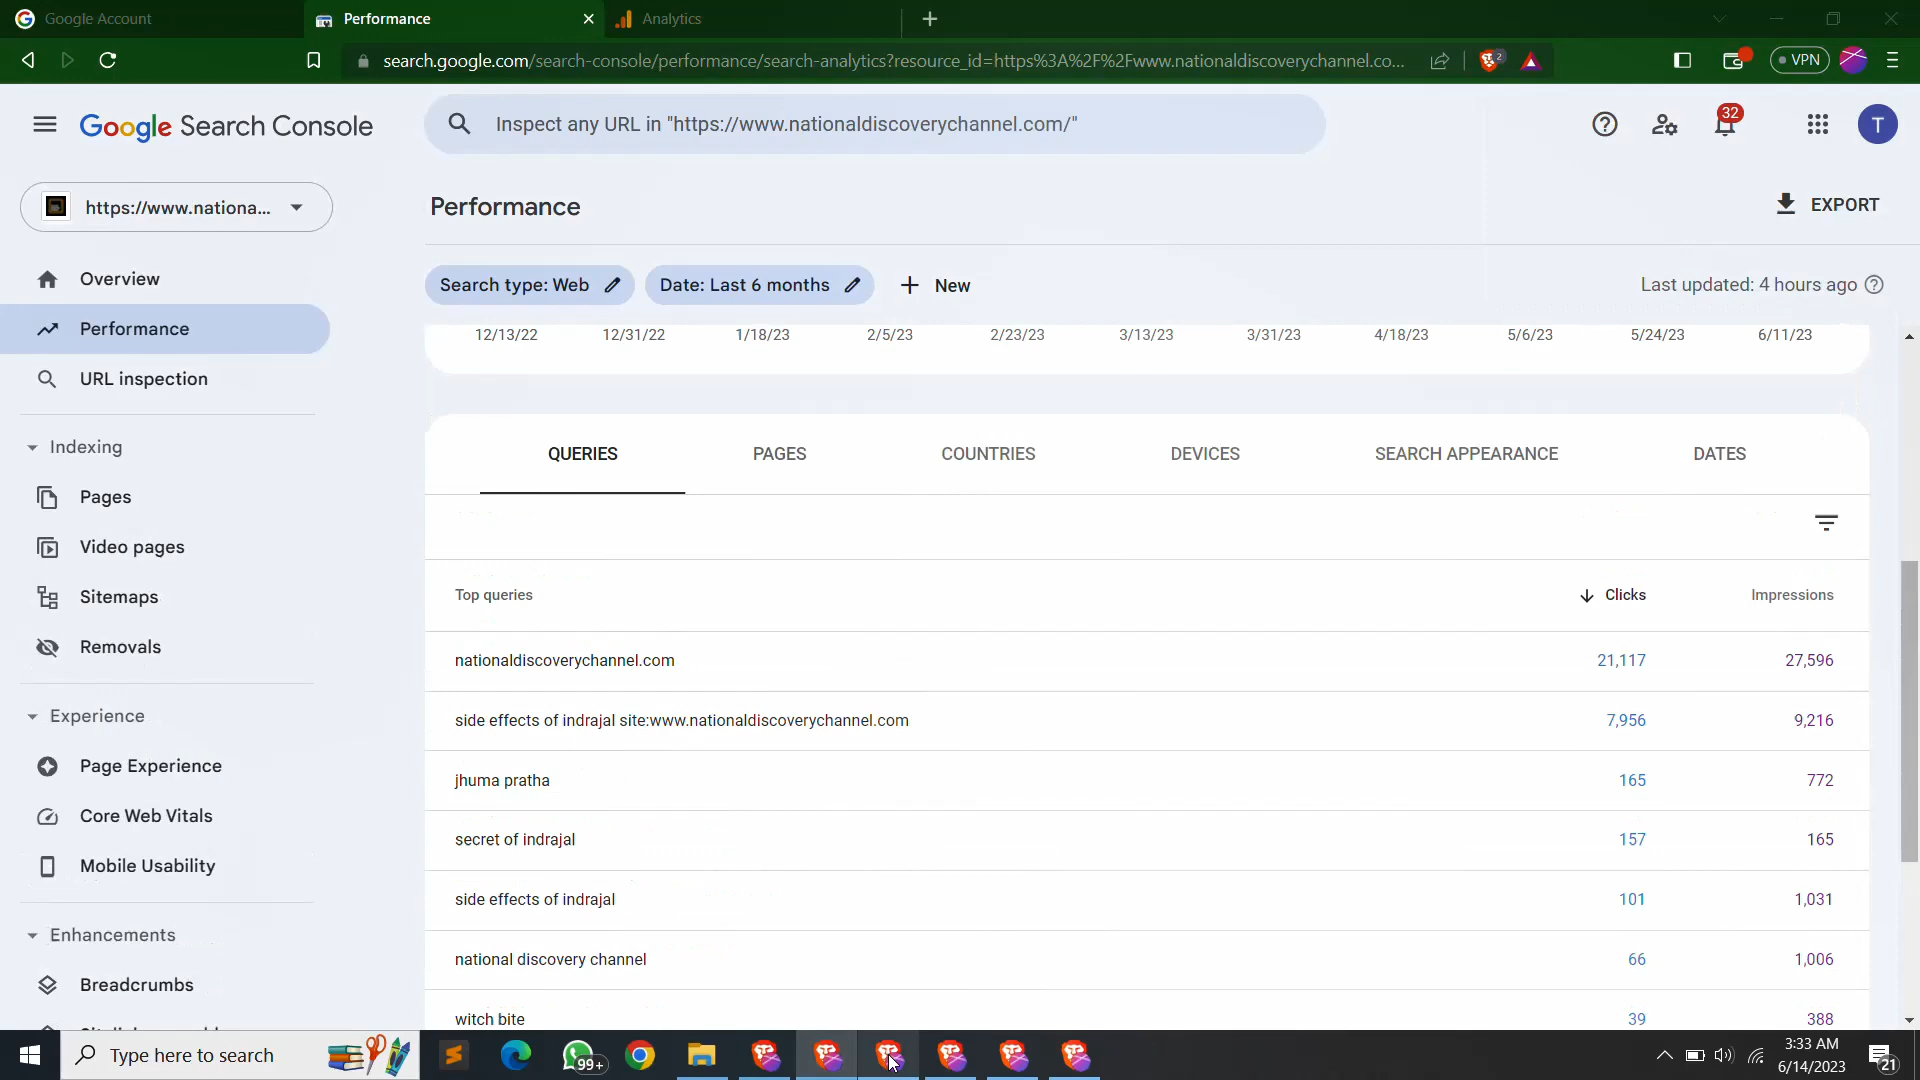 Google Account
Performance
Analytics
search.google.com/search-console/performance/search-analytics?resource_id=https%3A%2F%2Fwww.nationaldiscoverychannel.co...
2
VPN
Google Search Console
Inspect any URL in "https://www.nationaldiscoverychannel.com/"
32
T
https://www.nationa...
Performance
EXPORT
Overview
Performance
URL inspection
Search type: Web
Date: Last 6 months
New
Last updated: 4 hours ago
12/13/22 12/31/22 1/18/23 2/5/23 2/23/23 3/13/23 3/31/23 4/18/23 5/6/23 5/24/23 6/11/23
Indexing
Pages
Video pages
Sitemaps
Removals
Experience
Page Experience
Core Web Vitals
Mobile Usability
Enhancements
Breadcrumbs
QUERIES PAGES COUNTRIES DEVICES SEARCH APPEARANCE DATES
Top queries Clicks Impressions
nationaldiscoverychannel.com 21,117 27,596
side effects of indrajal site:www.nationaldiscoverychannel.com 7,956 9,216
jhuma pratha 165 772
secret of indrajal 157 165
side effects of indrajal 101 1,031
national discovery channel 66 1,006
witch bite 39 388
Type here to search
99+
3:33 AM
6/14/2023
21